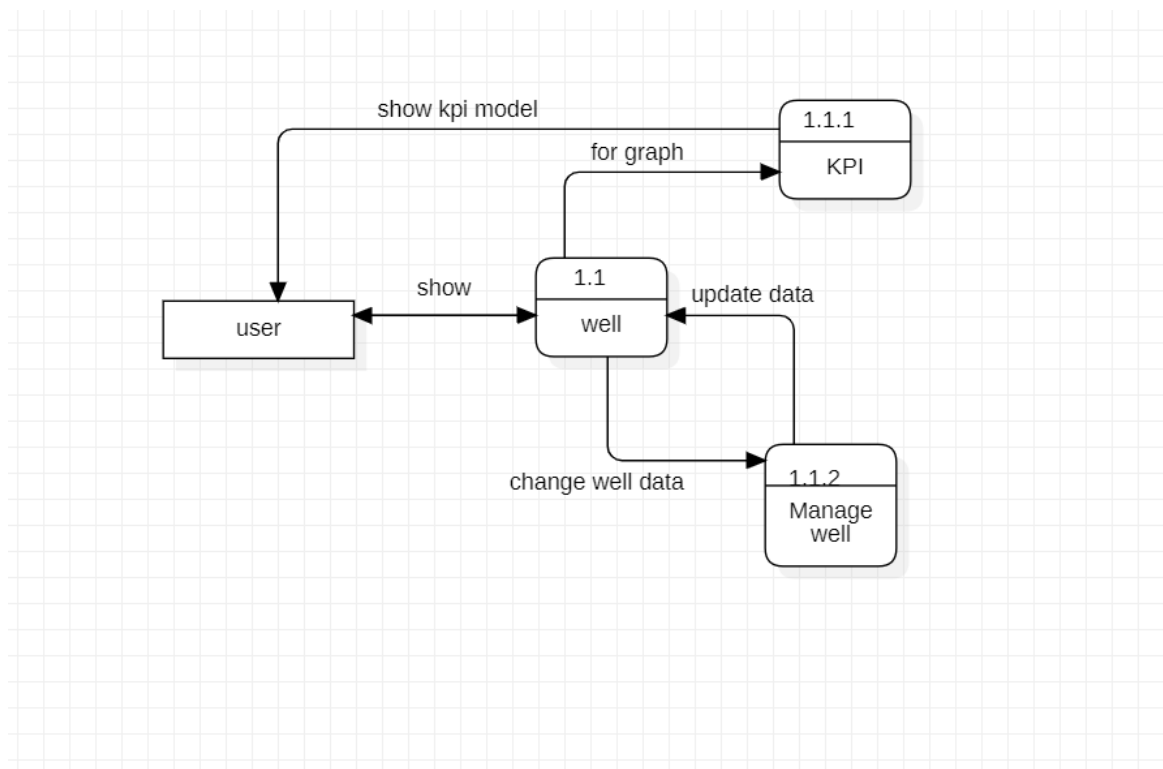 show kpi model
1.1.1
for graph
KPI
1.1
show
update data
well
user
change well data
1.1.2
Manage
well